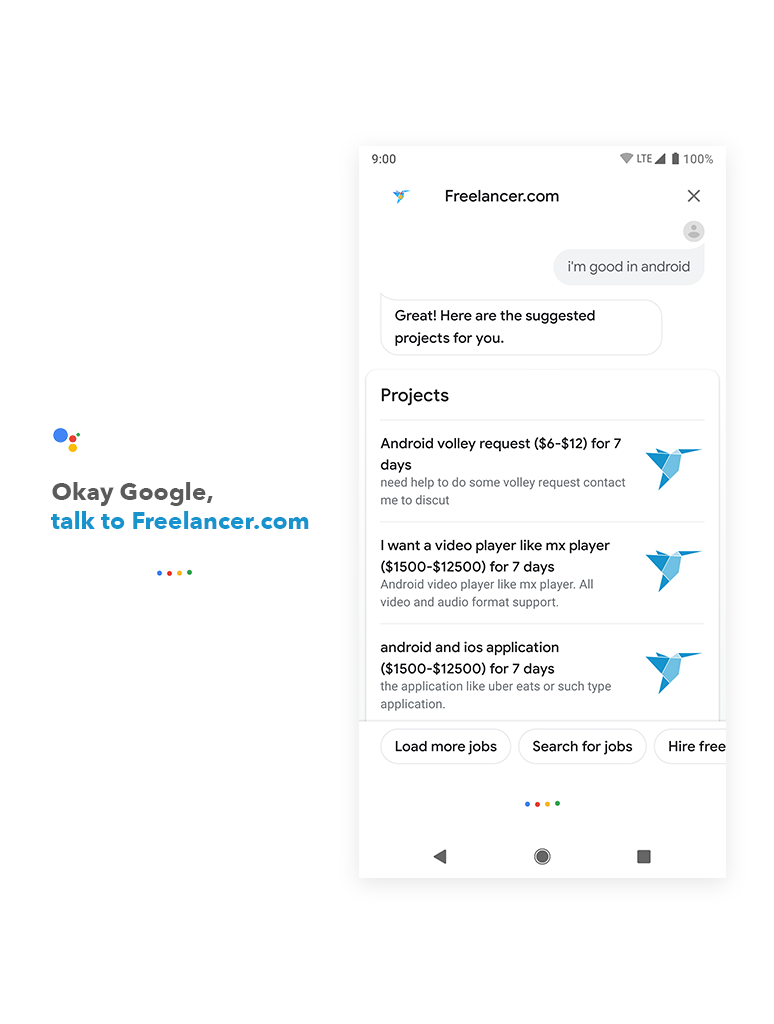 Okay Google,
talk to Freelancer.com
9:00
LTE
100%
Freelancer.com
i'm good in android
Great! Here are the suggested
projects for you.
Projects
Android volley request ($6-$12) for 7
days
need help to do some volley request contact
me to discut
I want a video player like mx player
($1500-$12500) for 7 days
Android video player like mx player. All
video and audio format support.
android and ios application
($1500-$12500) for 7 days
the application like uber eats or such type
application.
Load more jobs
Search for jobs
Hire free